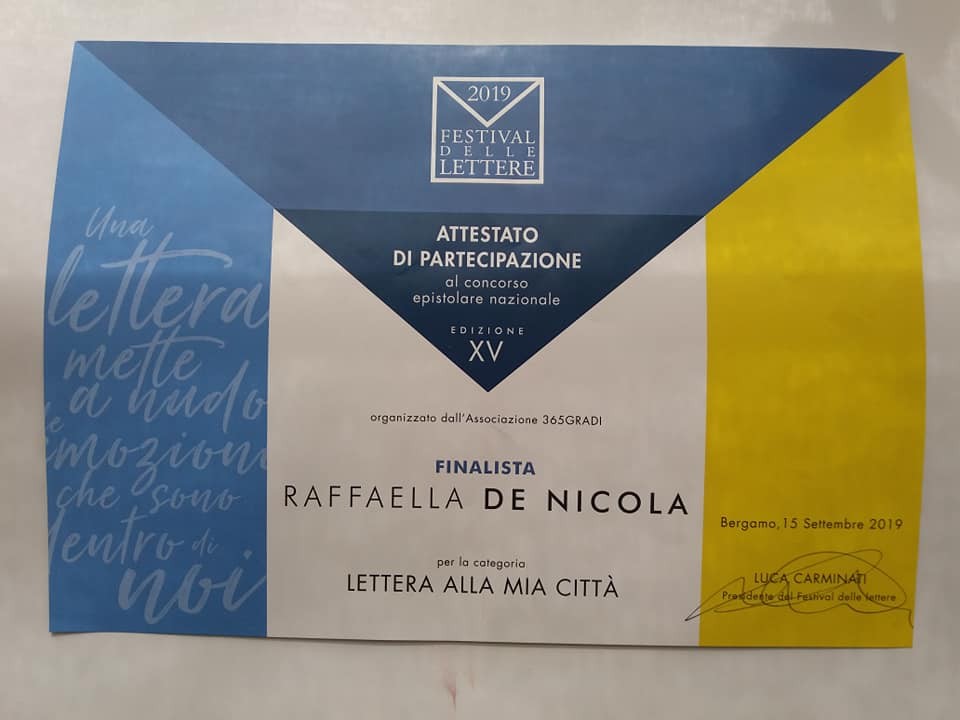 2019
FESTIVAL
DELLE
LETTERE
ATTESTATO
DI PARTECIPAZIONE
al concorso
epistolare nazionale
EDIZIONE
XV
organizzato dall'Associazione 365GRADI
FINALISTA
RAFFAELLA DE NICOLA
per la categoria
LETTERA ALLA MIA CITTÀ
Una
lettera
mette
a nudo
le
emozioni
che sono
dentro di
noi
Bergamo, 15 Settembre 2019
LUCA CARMINATI
Presidente del Festival delle lettere